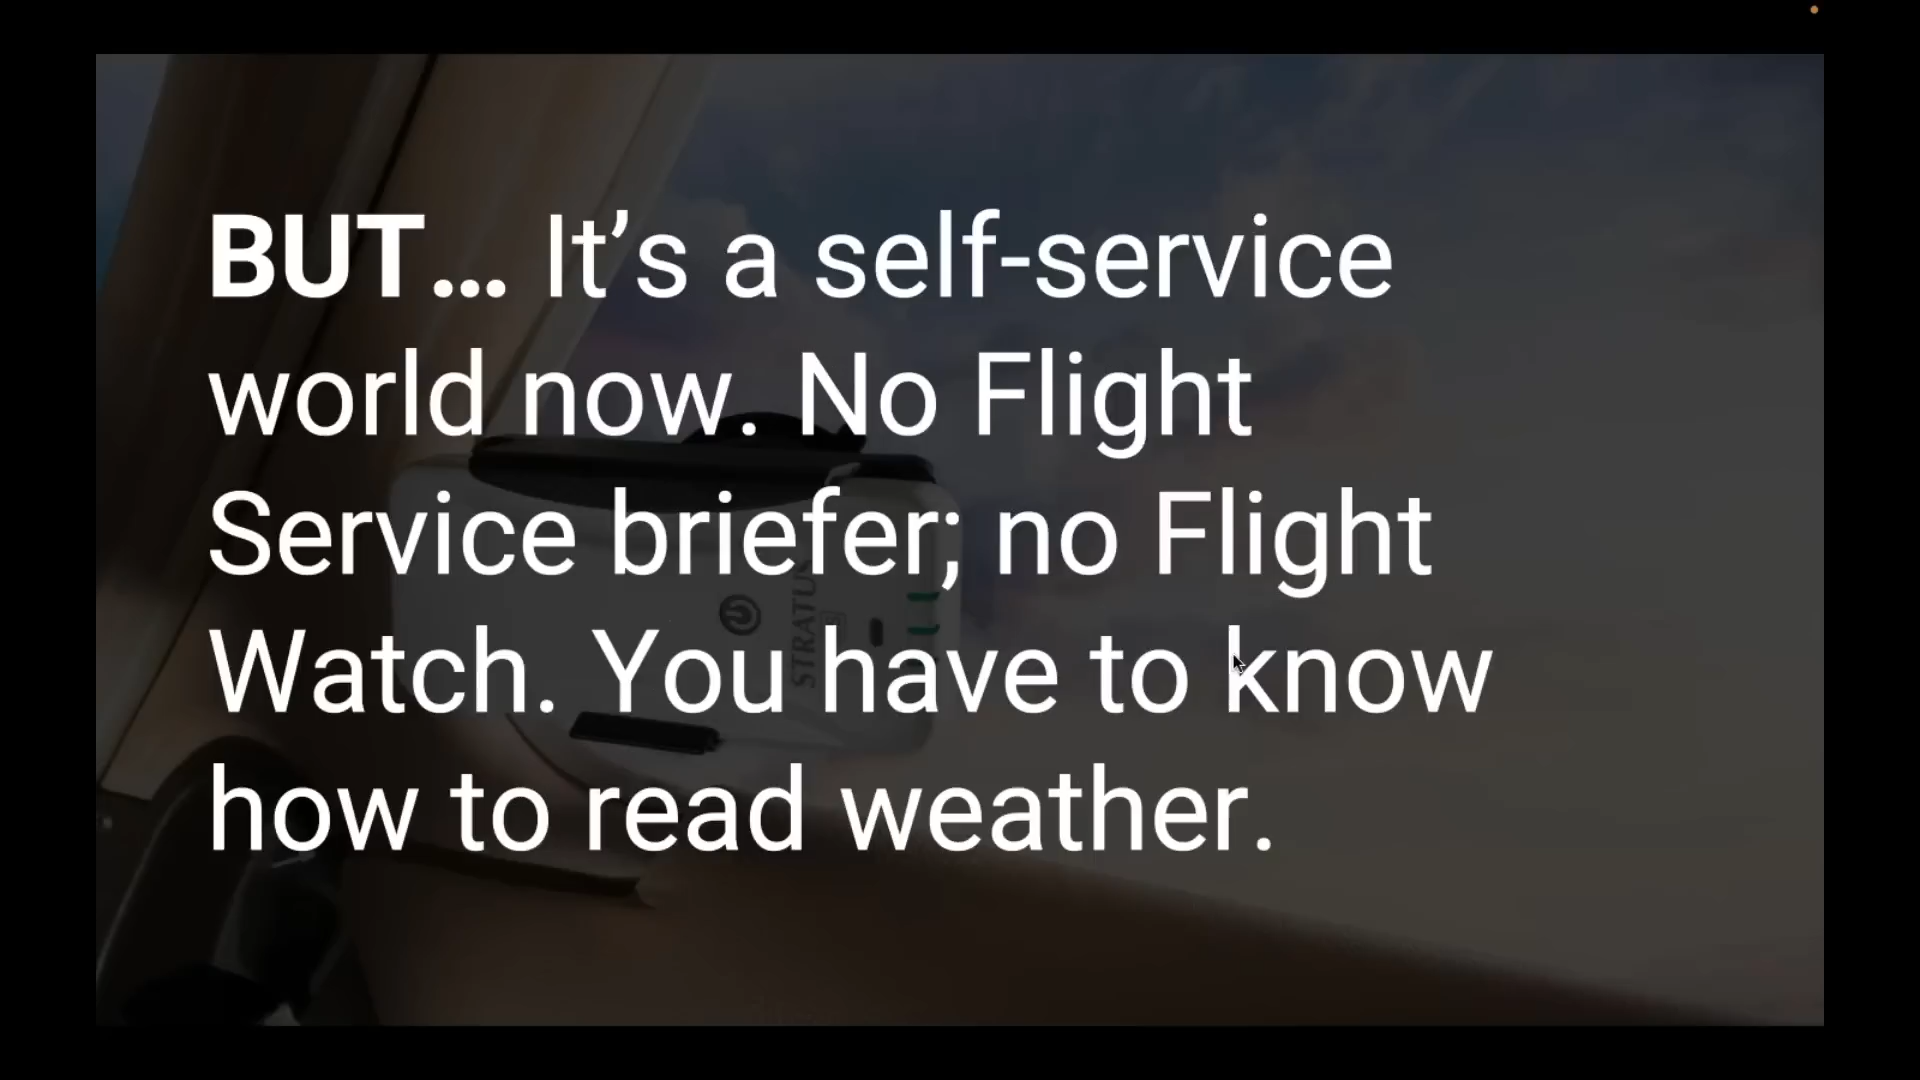 BUT... It’s a self-service
world now. No Flight
Service briefer; no Flight
Watch. You have to know
how to read weather.
STRATUS